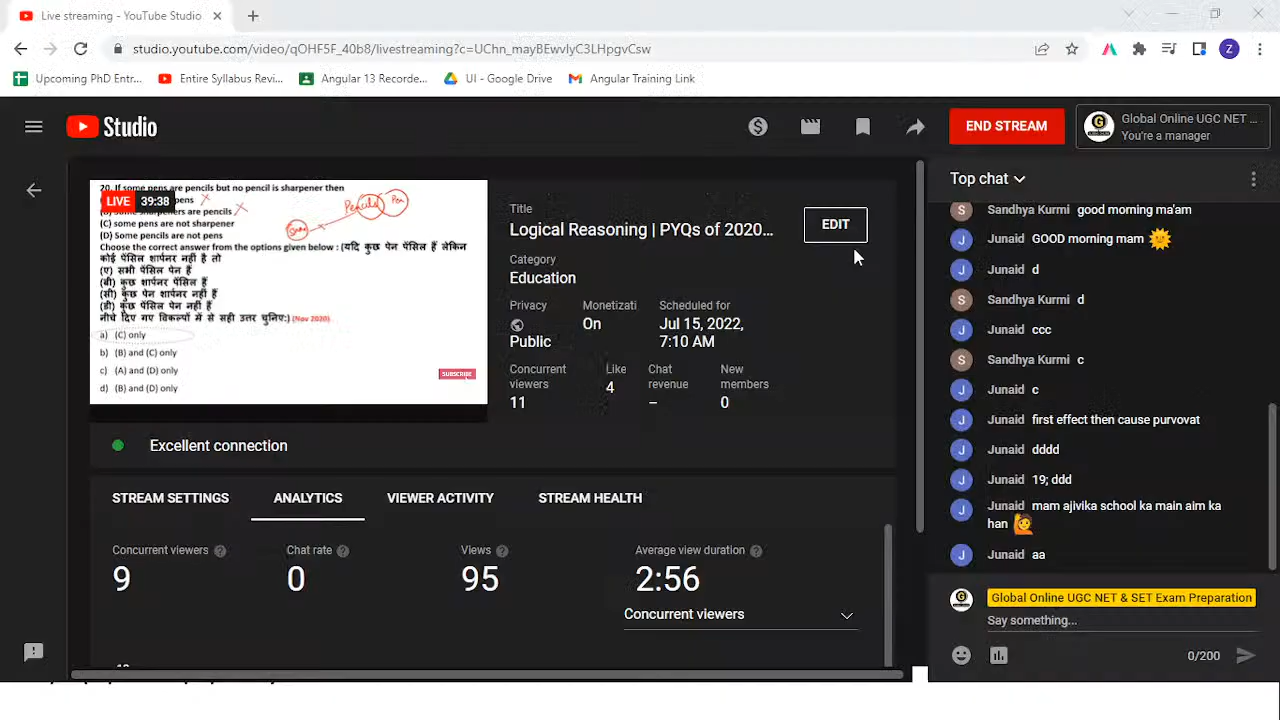 Live streaming - YouTube Studio
studio.youtube.com/video/qOHF5F_40b8/livestreaming?c=UChn_mayBEwvlyC3LHpgvCsw
Z
Upcoming PhD Entr...
Entire Syllabus Revi...
Angular 13 Recorde...
UI - Google Drive
Angular Training Link
Studio
END STREAM
Global Online UGC NET ...
You're a manager
20. If some pens are pencils but no pencil is sharpener then
LIVE 39:38 pens
some sharpeners are pencils
(C) some pens are not sharpener
(D) Some pencils are not pens
Choose the correct answer from the options given below : (यदि कुछ पेन पेंसिल हैं लेकिन
कोई पेंसिल शार्पनर नहीं है तो
(ए) सभी पेंसिल पेन हैं
(बी) कुछ शार्पनर पेंसिल हैं
(सी) कुछ पेन शार्पनर नहीं हैं
(डी) कुछ पेंसिल पेन नहीं हैं
नीचे दिए गए विकल्पों में से सही उत्तर चुनिए:) (Nov 2020)
a) (C) only
b) (B) and (C) only
c) (A) and (D) only
d) (B) and (D) only
Pencils
Pen
SUBSCRIBE
Title
Logical Reasoning | PYQs of 2020...
EDIT
Category
Education
Privacy
Public
Monetizati
On
Scheduled for
Jul 15, 2022,
7:10 AM
Concurrent
viewers
11
Like
4
Chat
revenue
–
New
members
0
Excellent connection
STREAM SETTINGS
ANALYTICS
VIEWER ACTIVITY
STREAM HEALTH
Concurrent viewers
9
Chat rate
0
Views
95
Average view duration
2:56
Concurrent viewers
Top chat
S Sandhya Kurmi good morning ma'am
J Junaid GOOD morning mam 🌞
J Junaid d
S Sandhya Kurmi d
J Junaid ccc
S Sandhya Kurmi c
J Junaid c
J Junaid first effect then cause purvovat
J Junaid dddd
J Junaid 19; ddd
J Junaid mam ajivika school ka main aim ka
han 🙋
J Junaid aa
Global Online UGC NET & SET Exam Preparation
Say something...
0/200